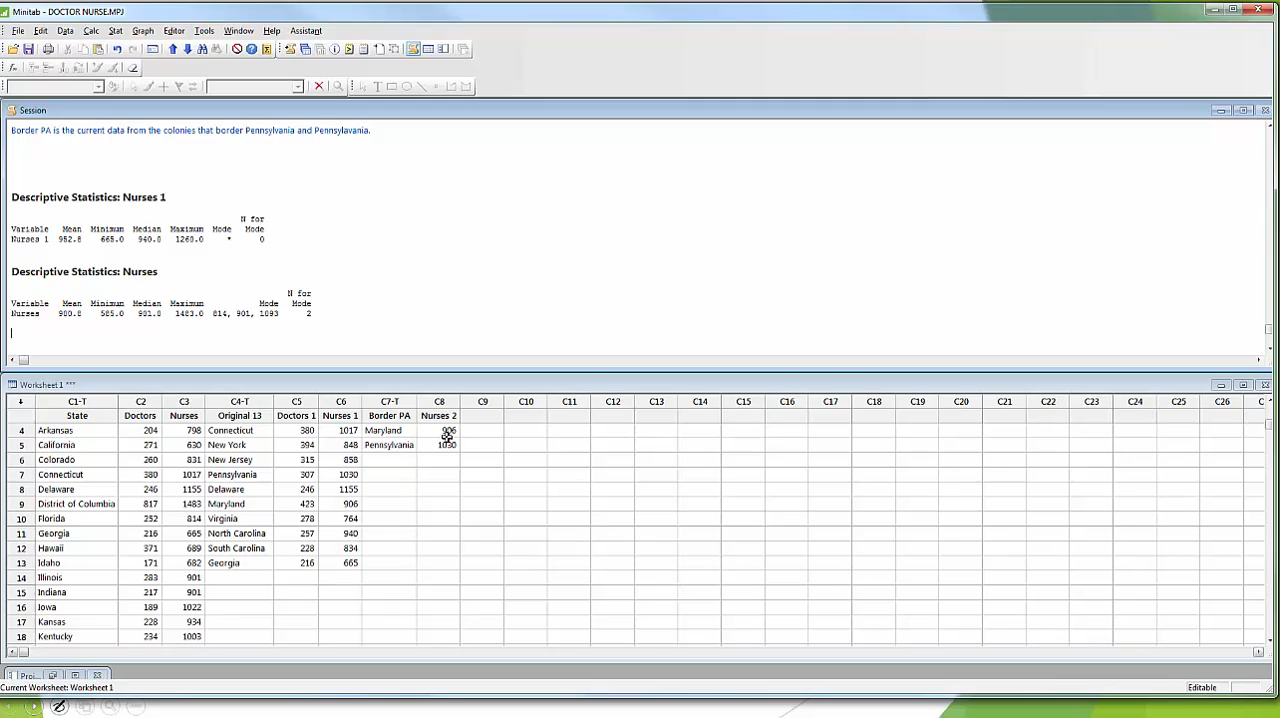 Minitab - DOCTOR NURSE.MPJ
File Edit Data Calc Stat Graph Editor Tools Window Help Assistant
Session
Border PA is the current data from the colonies that border Pennsylvania and Pennsylavania.
Descriptive Statistics: Nurses 1
N for
Variable Mean Minimum Median Maximum Mode Mode
Nurses 1 952.8 665.0 940.0 1260.0 * 0
Descriptive Statistics: Nurses
N for
Variable Mean Minimum Median Maximum Mode Mode
Nurses 900.8 585.0 901.0 1483.0 814, 901, 1093 2
Worksheet 1 ***
C1-T C2 C3 C4-T C5 C6 C7-T C8 C9 C10 C11 C12 C13 C14 C15 C16 C17 C18 C19 C20 C21 C22 C23 C24 C25 C26 C
State Doctors Nurses Original 13 Doctors 1 Nurses 1 Border PA Nurses 2
4 Arkansas 204 798 Connecticut 380 1017 Maryland 906
5 California 271 630 New York 394 848 Pennsylvania 1030
6 Colorado 260 831 New Jersey 315 858
7 Connecticut 380 1017 Pennsylvania 307 1030
8 Delaware 246 1155 Delaware 246 1155
9 District of Columbia 817 1483 Maryland 423 906
10 Florida 252 814 Virginia 278 764
11 Georgia 216 665 North Carolina 257 940
12 Hawaii 371 689 South Carolina 228 834
13 Idaho 171 682 Georgia 216 665
14 Illinois 283 901
15 Indiana 217 901
16 Iowa 189 1022
17 Kansas 228 934
18 Kentucky 234 1003
Proj...
Current Worksheet: Worksheet 1 Editable